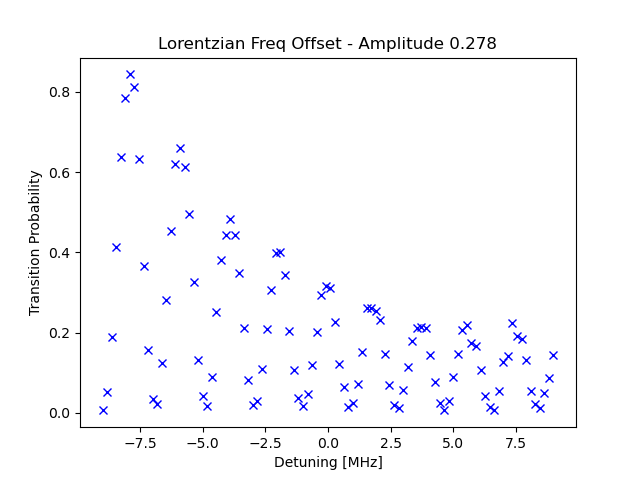 Lorentzian Freq Offset - Amplitude 0.278
Transition Probability
0.8
0.6
0.4
0.2
0.0
−7.5 −5.0 −2.5 0.0 2.5 5.0 7.5
Detuning [MHz]